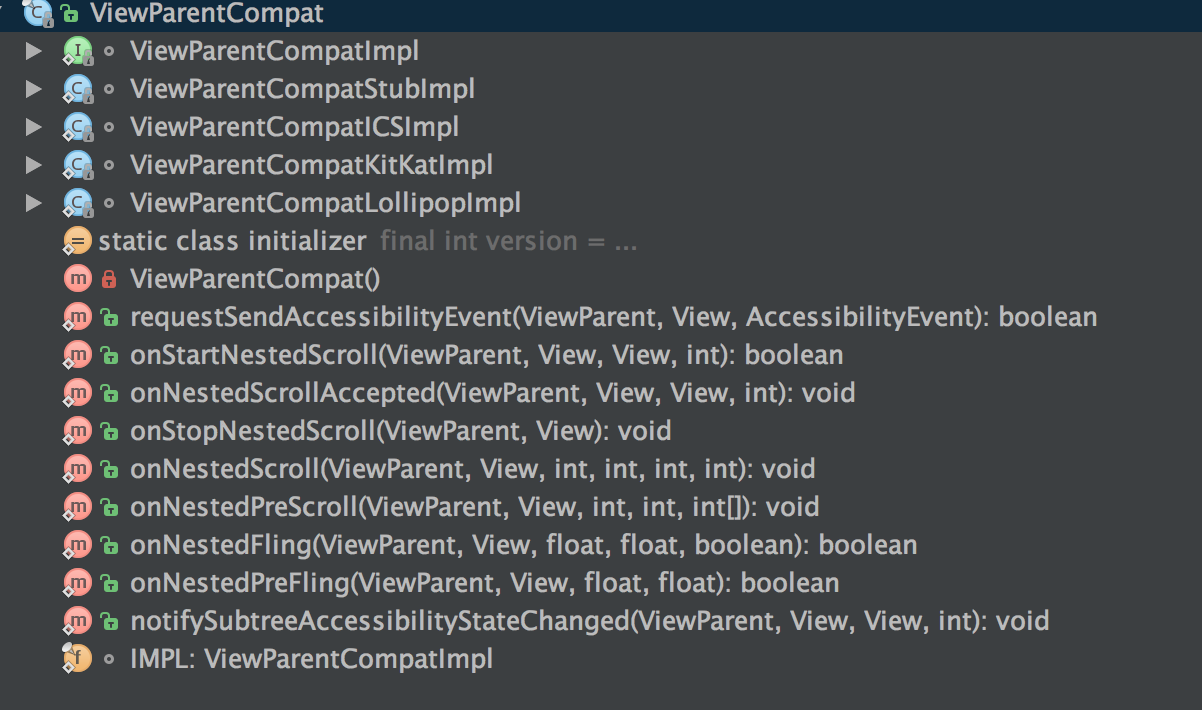 ViewParentCompat
ViewParentCompatImpl
ViewParentCompatStubImpl
ViewParentCompatICSImpl
ViewParentCompatKitKatImpl
ViewParentCompatLollipopImpl
static class initializer final int version = ...
ViewParentCompat()
requestSendAccessibilityEvent(ViewParent, View, AccessibilityEvent): boolean
onStartNestedScroll(ViewParent, View, View, int): boolean
onNestedScrollAccepted(ViewParent, View, View, int): void
onStopNestedScroll(ViewParent, View): void
onNestedScroll(ViewParent, View, int, int, int, int): void
onNestedPreScroll(ViewParent, View, int, int, int[]): void
onNestedFling(ViewParent, View, float, float, boolean): boolean
onNestedPreFling(ViewParent, View, float, float): boolean
notifySubtreeAccessibilityStateChanged(ViewParent, View, View, int): void
IMPL: ViewParentCompatImpl